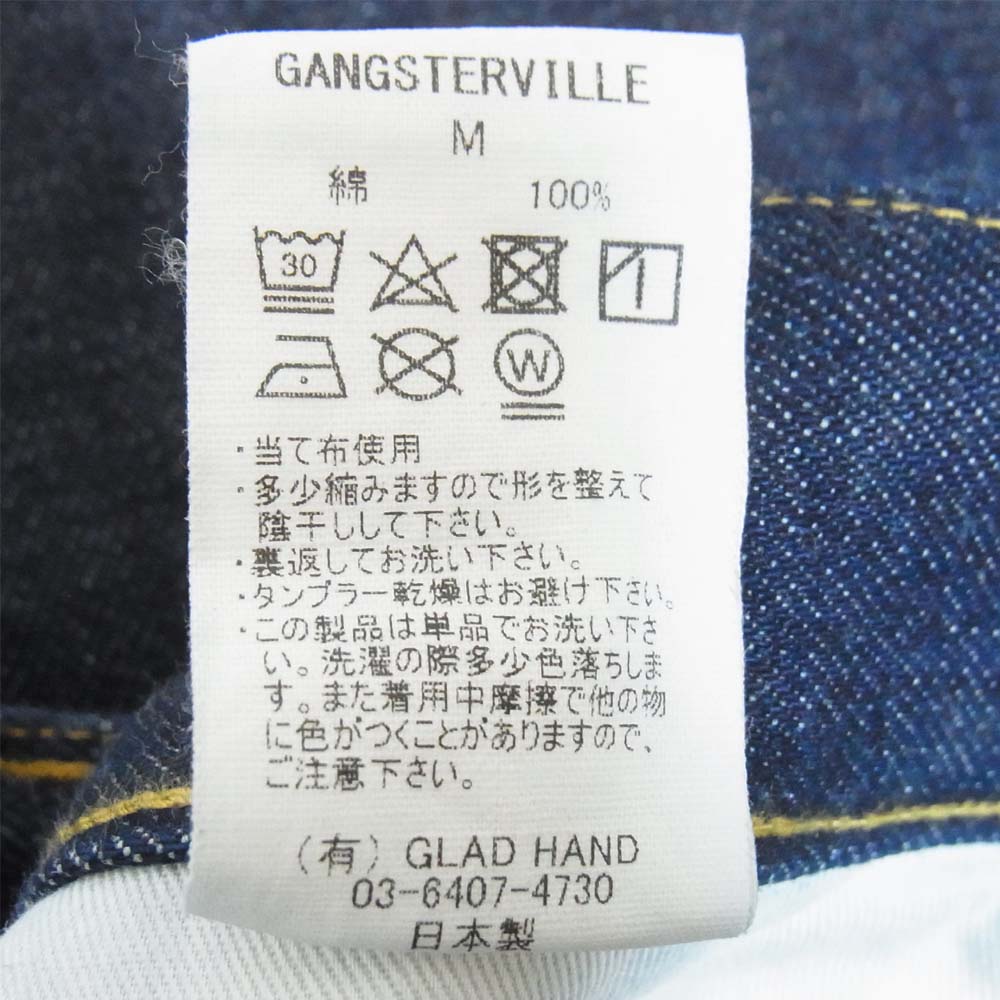 GANGSTERVILLE
M
綿 100%
30
W
・当て布使用
・多少縮みますので形を整えて
陰干しして下さい。
・裏返してお洗い下さい。
・タンブラー乾燥はお避け下さい。
・この製品は単品でお洗い下さ
い。洗濯の際多少色落ちしま
す。また着用中摩擦で他の物
に色がつくことがありますので、
ご注意下さい。
(有) GLAD HAND
03-6407-4730
日本製